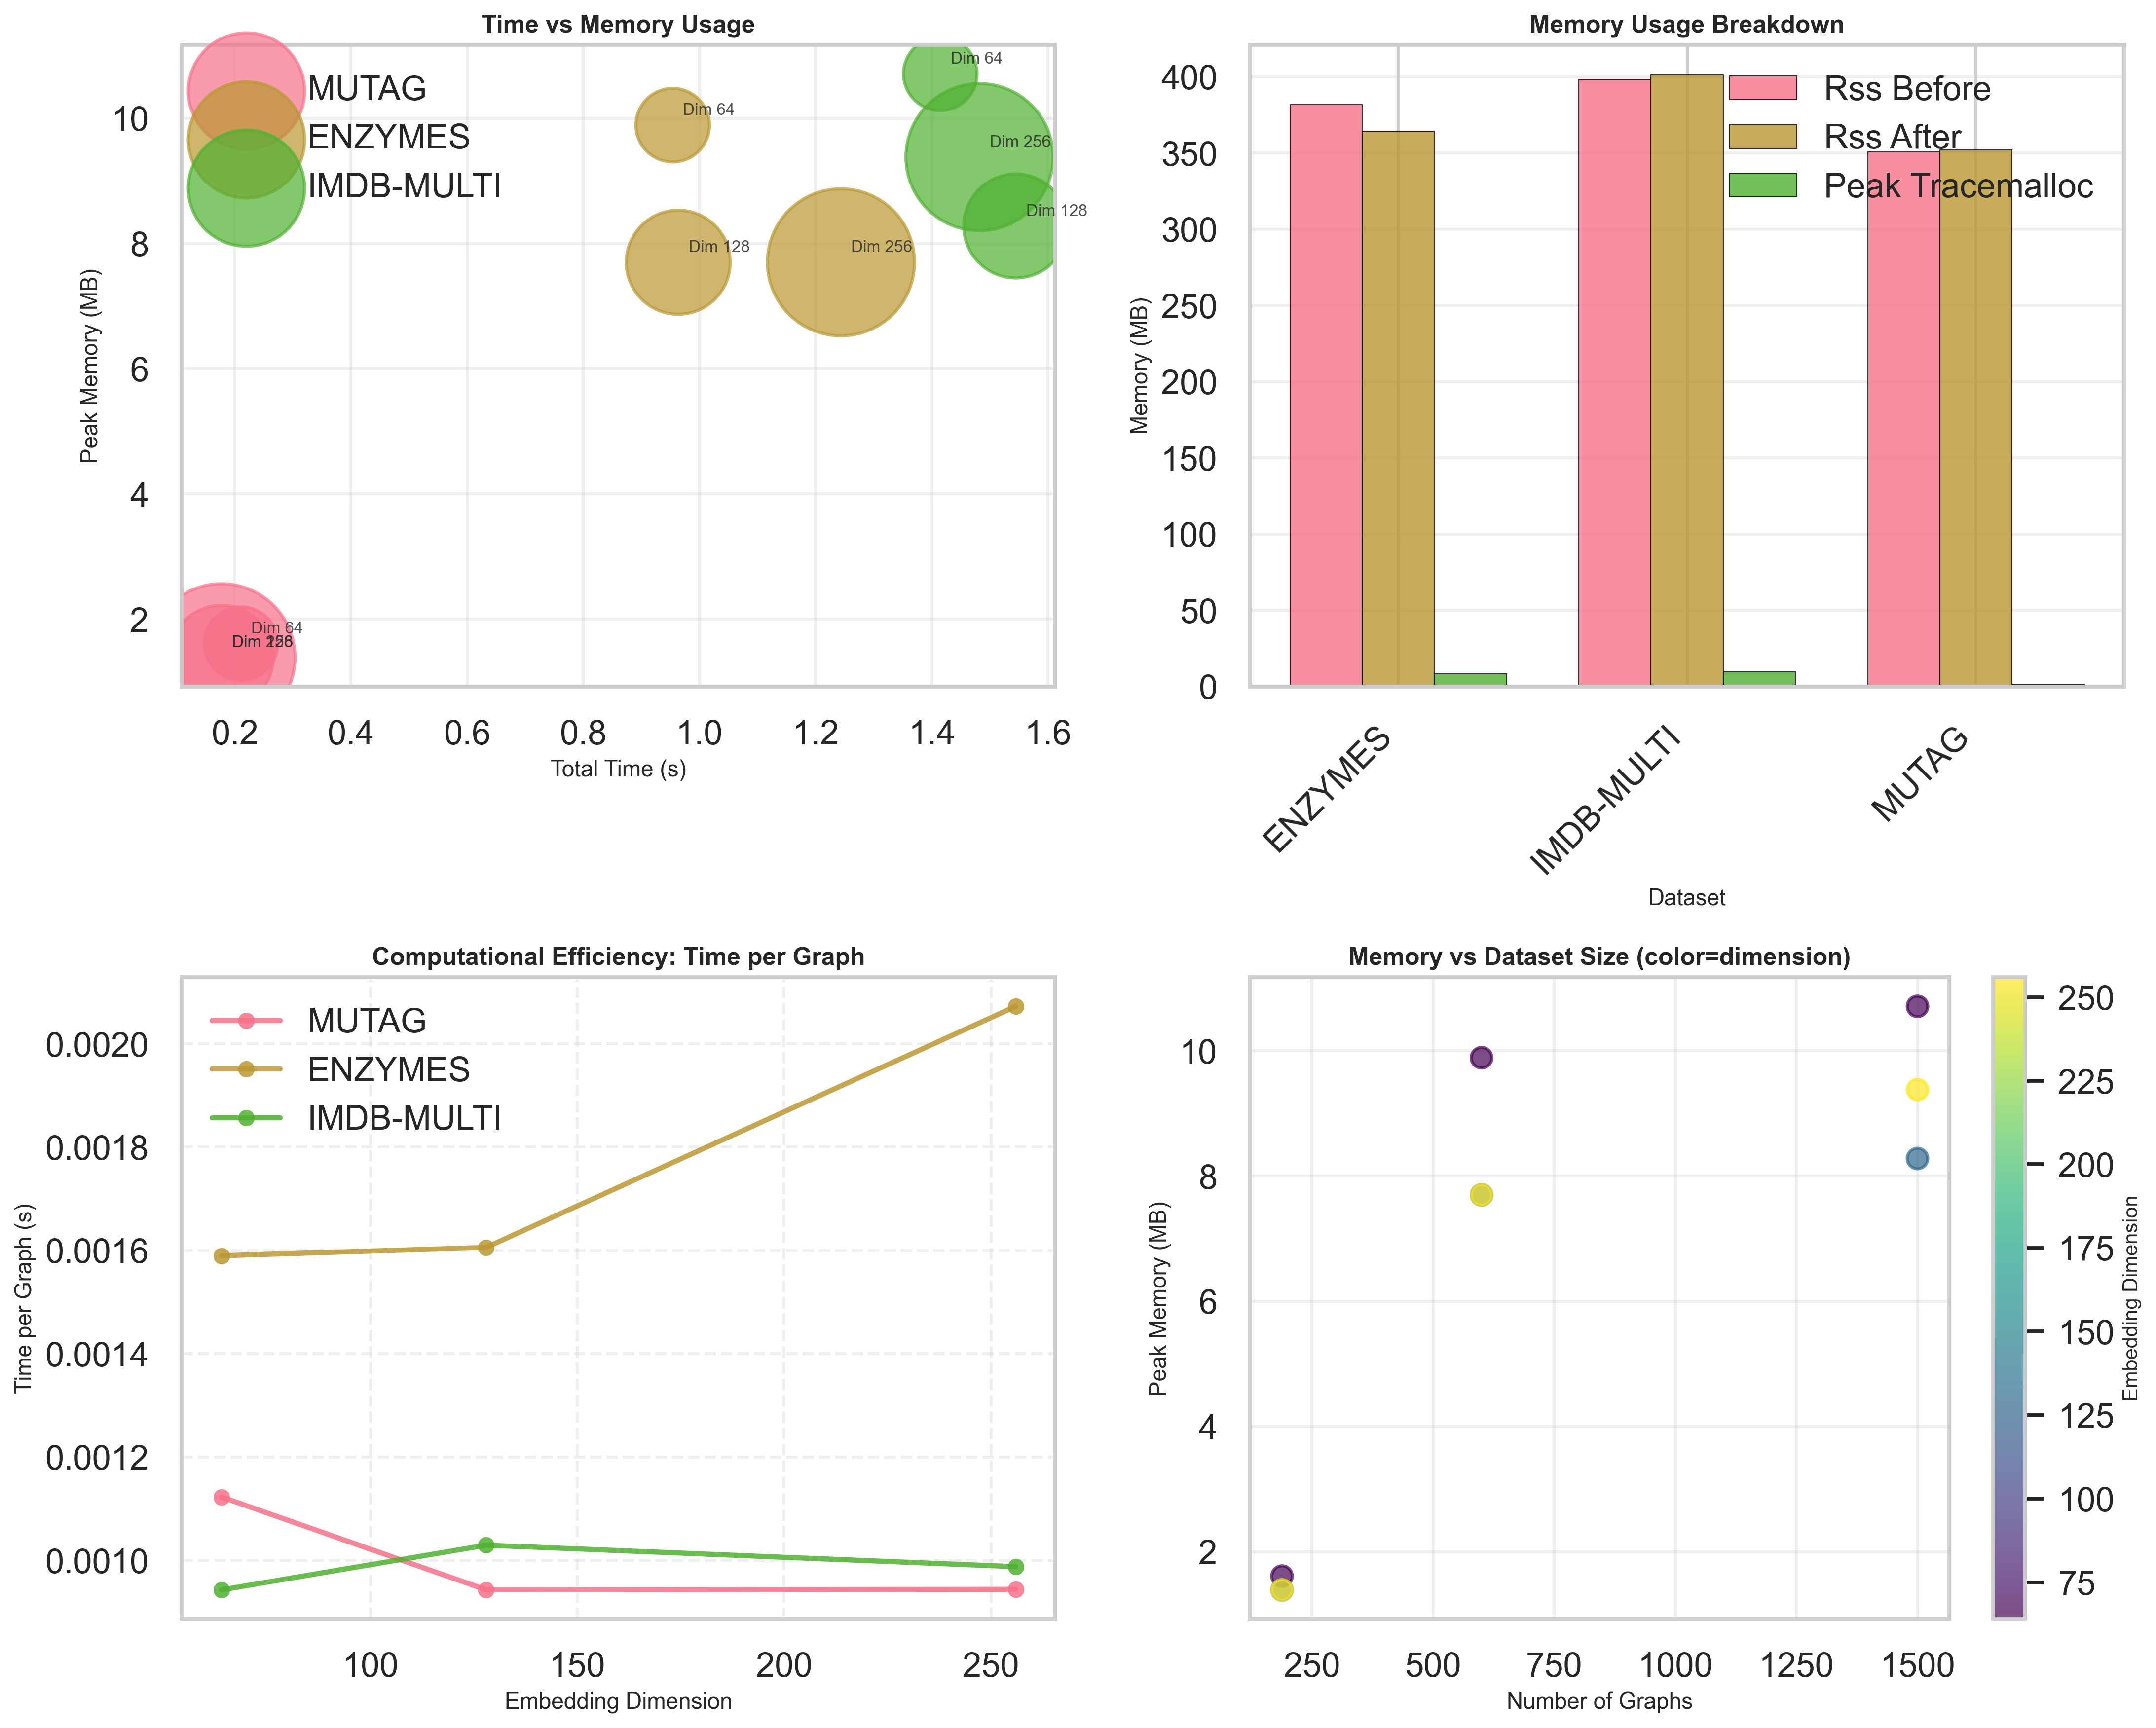 Time vs Memory Usage
MUTAG
ENZYMES
IMDB-MULTI
Dim 64
Dim 128
Dim 256
Dim 64
Dim 256
Dim 128
Dim 64
Dim 128
Dim 256
10
8
6
4
2
Peak Memory (MB)
0.2 0.4 0.6 0.8 1.0 1.2 1.4 1.6
Total Time (s)
Memory Usage Breakdown
Rss Before
Rss After
Peak Tracemalloc
400
350
300
250
200
150
100
50
0
Memory (MB)
ENZYMES
IMDB-MULTI
MUTAG
Dataset
Computational Efficiency: Time per Graph
MUTAG
ENZYMES
IMDB-MULTI
0.0020
0.0018
0.0016
0.0014
0.0012
0.0010
Time per Graph (s)
100 150 200 250
Embedding Dimension
Memory vs Dataset Size (color=dimension)
10
8
6
4
2
Peak Memory (MB)
250 500 750 1000 1250 1500
Number of Graphs
250
225
200
175
150
125
100
75
Embedding Dimension